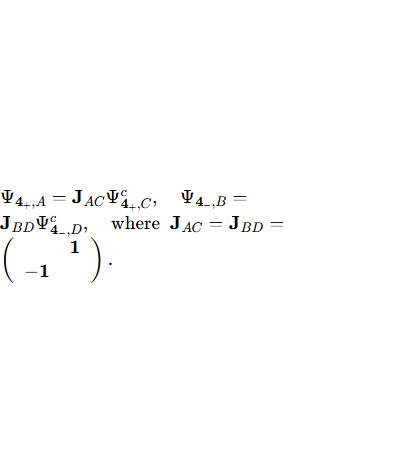 Ψ_{𝟒₊,A} = 𝐉_{AC}Ψ^c_{𝟒₊,C},  Ψ_{𝟒₋,B} =
𝐉_{BD}Ψ^c_{𝟒₋,D},  where 𝐉_{AC} = 𝐉_{BD} =
( 𝟏
−𝟏 ) .